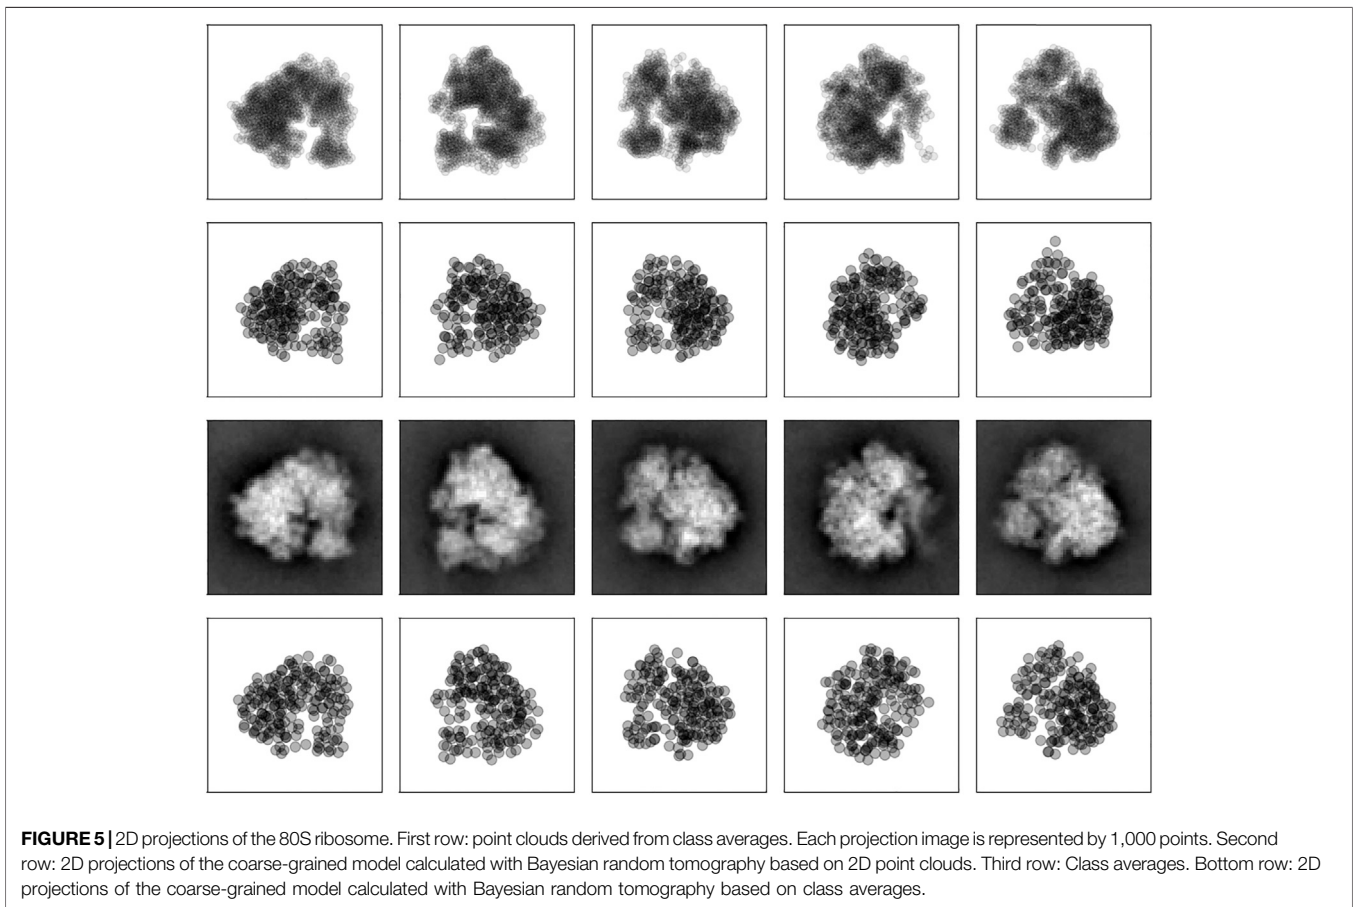 FIGURE 5 | 2D projections of the 80S ribosome. First row: point clouds derived from class averages. Each projection image is represented by 1,000 points. Second
row: 2D projections of the coarse-grained model calculated with Bayesian random tomography based on 2D point clouds. Third row: Class averages. Bottom row: 2D
projections of the coarse-grained model calculated with Bayesian random tomography based on class averages.